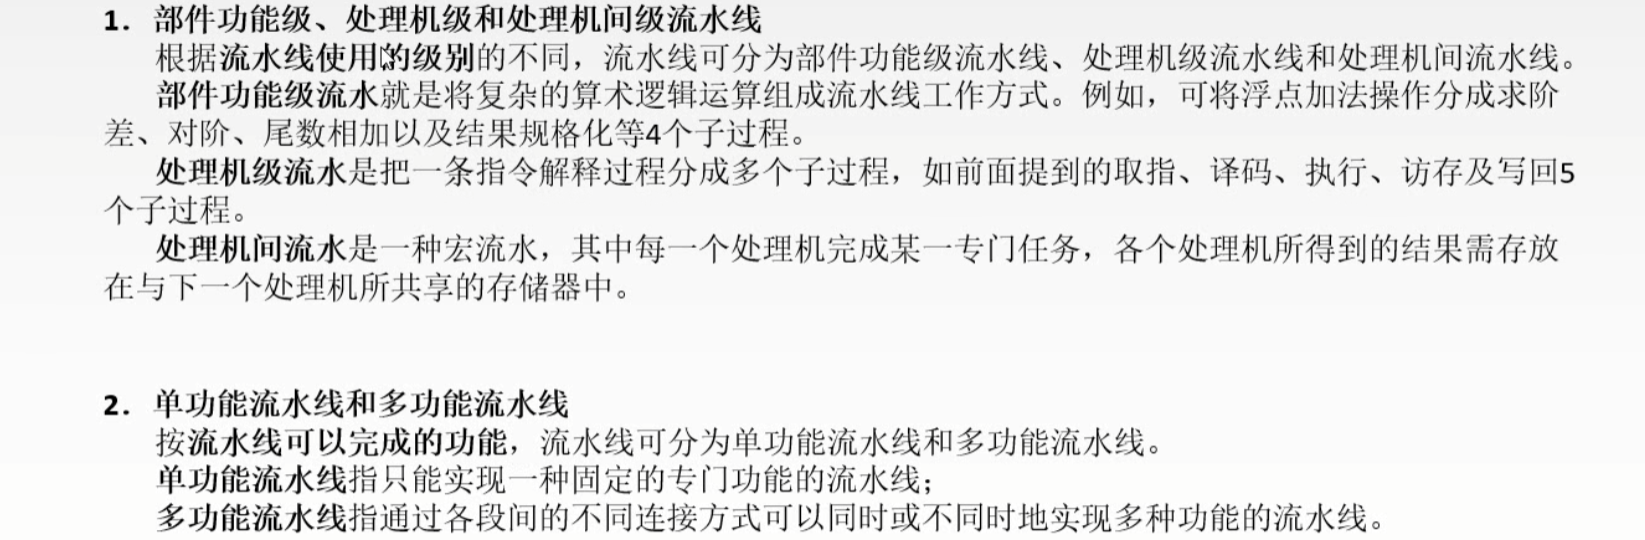 1. 部件功能级、处理机级和处理机间级流水线
根据流水线使用的级别的不同，流水线可分为部件功能级流水线、处理机级流水线和处理机间流水线。
部件功能级流水就是将复杂的算术逻辑运算组成流水线工作方式。例如，可将浮点加法操作分成求阶
差、对阶、尾数相加以及结果规格化等4个子过程。
处理机级流水是把一条指令解释过程分成多个子过程，如前面提到的取指、译码、执行、访存及写回5
个子过程。
处理机间流水是一种宏流水，其中每一个处理机完成某一专门任务，各个处理机所得到的结果需存放
在与下一个处理机所共享的存储器中。
2. 单功能流水线和多功能流水线
按流水线可以完成的功能，流水线可分为单功能流水线和多功能流水线。
单功能流水线指只能实现一种固定的专门功能的流水线；
多功能流水线指通过各段间的不同连接方式可以同时或不同时地实现多种功能的流水线。